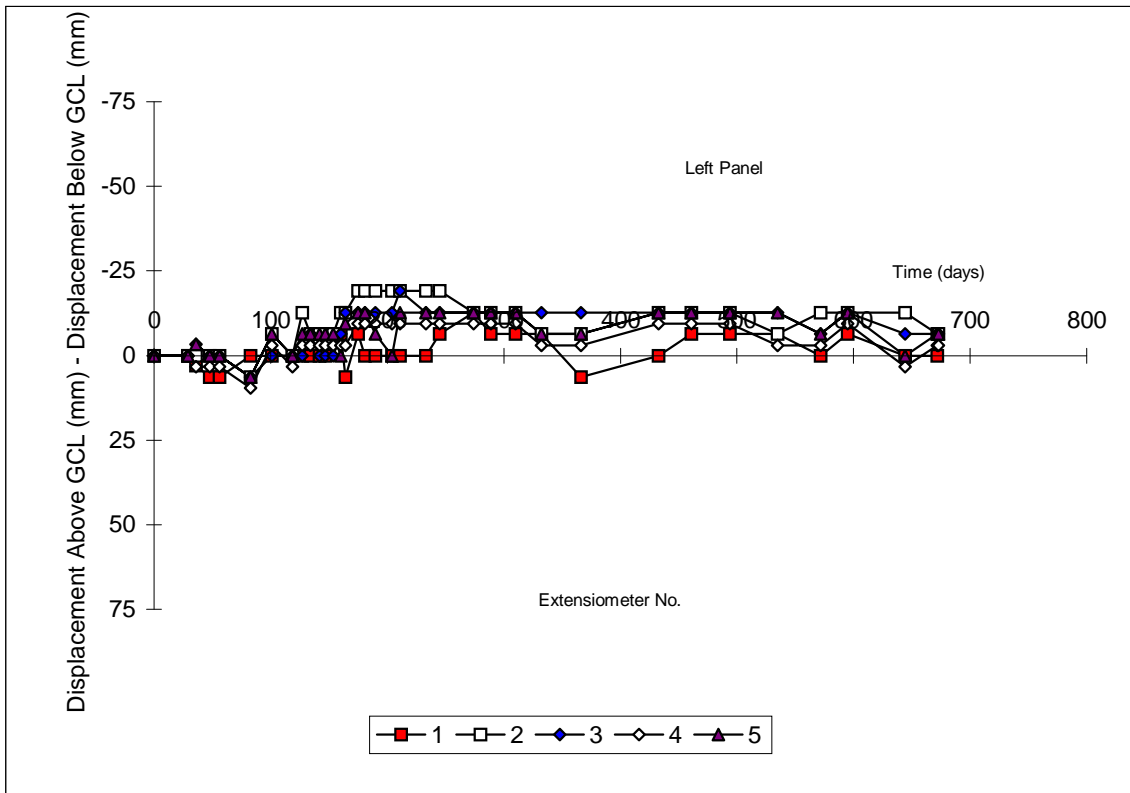 Displacement Above GCL (mm) - Displacement Below GCL (mm)
-75
-50
-25
0
25
50
75
Left Panel
Time (days)
0 100 400 700 800
Extensiometer No.
1 2 3 4 5